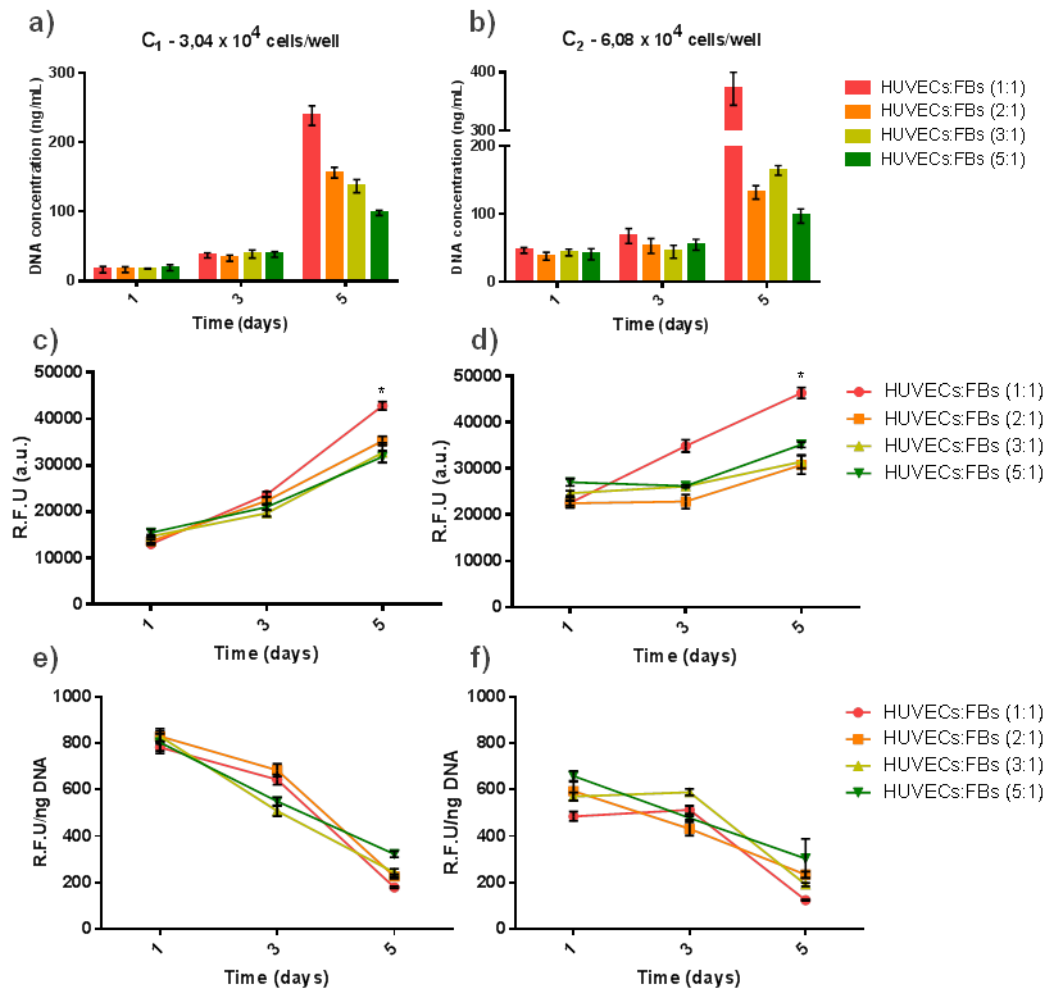 a)
C1 - 3,04 x 10^4 cells/well
DNA concentration (ng/mL)
300
200
100
0
1
3
5
Time (days)
b)
C2 - 6,08 x 10^4 cells/well
DNA concentration (ng/mL)
400
300
200
100
0
1
3
5
Time (days)
HUVECs:FBs (1:1)
HUVECs:FBs (2:1)
HUVECs:FBs (3:1)
HUVECs:FBs (5:1)
c)
R.F.U (a.u.)
50000
40000
30000
20000
10000
0
*
1
3
5
Time (days)
d)
R.F.U (a.u.)
50000
40000
30000
20000
10000
0
*
1
3
5
Time (days)
HUVECs:FBs (1:1)
HUVECs:FBs (2:1)
HUVECs:FBs (3:1)
HUVECs:FBs (5:1)
e)
R.F.U/ng DNA
1000
800
600
400
200
0
1
3
5
Time (days)
f)
R.F.U/ng DNA
1000
800
600
400
200
0
1
3
5
Time (days)
HUVECs:FBs (1:1)
HUVECs:FBs (2:1)
HUVECs:FBs (3:1)
HUVECs:FBs (5:1)